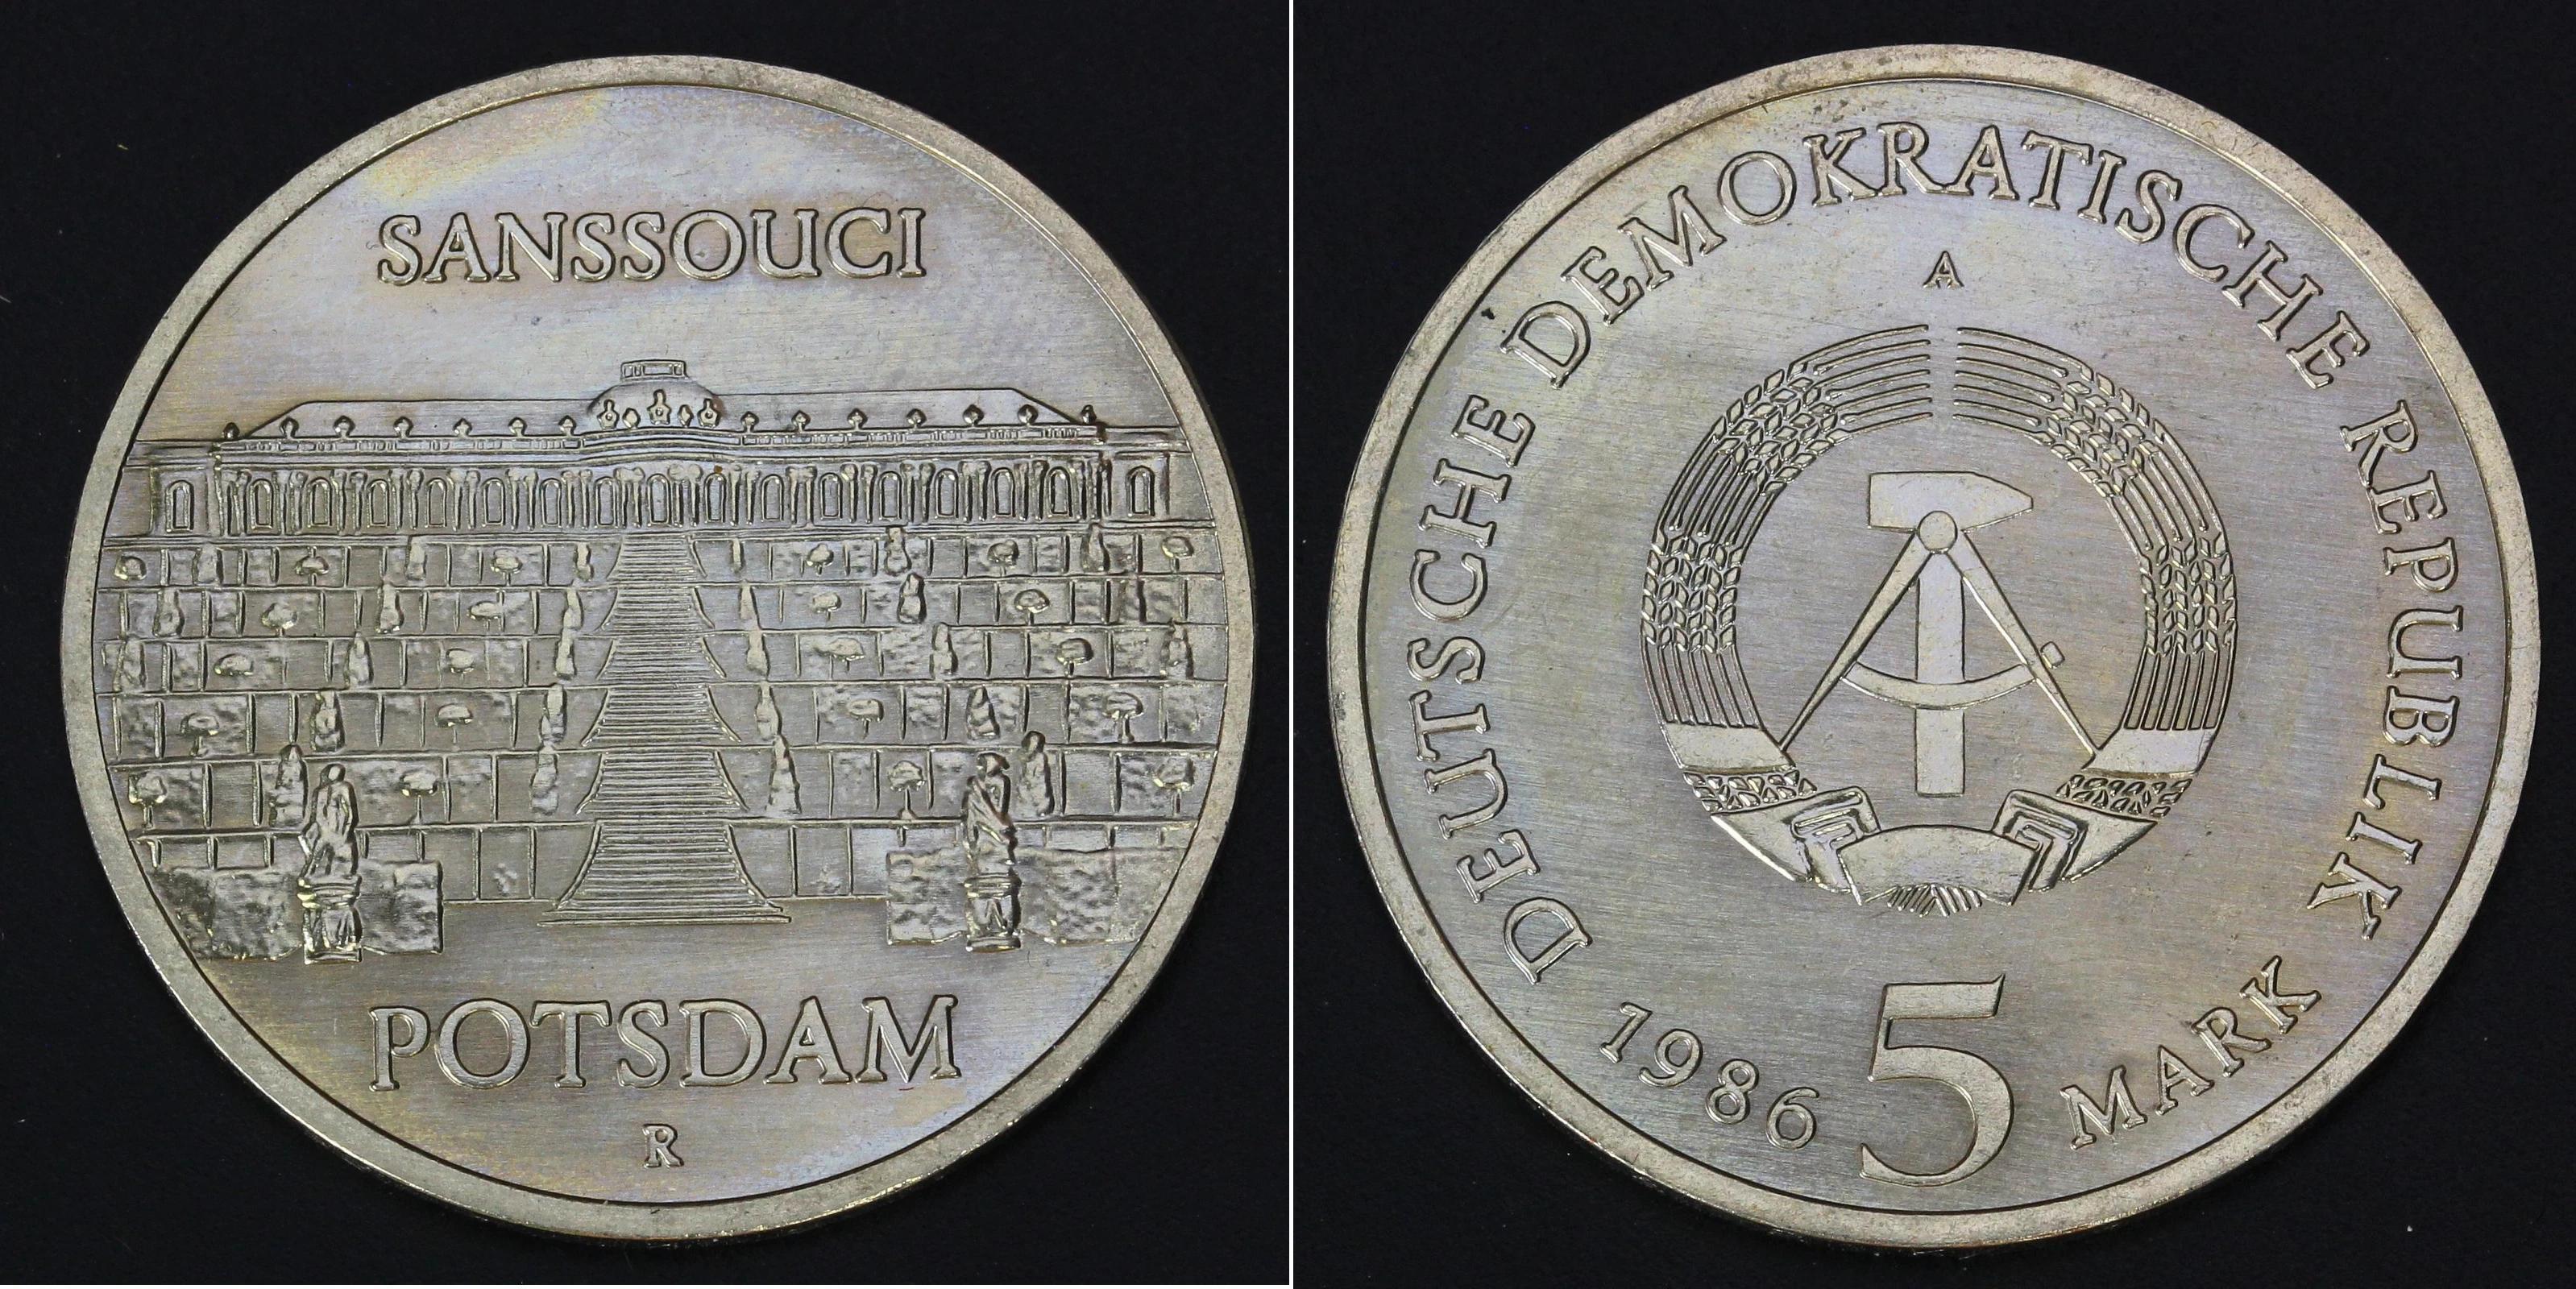 SANSSOUCI
POTSDAM
R
DEUTSCHE DEMOKRATISCHE REPUBLIK
A
1986 5 MARK